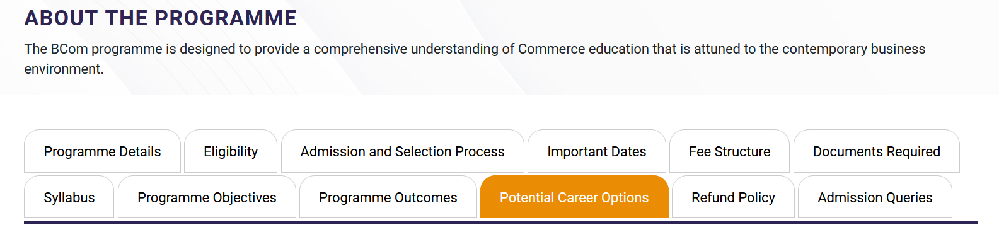 ABOUT THE PROGRAMME
The BCom programme is designed to provide a comprehensive understanding of Commerce education that is attuned to the contemporary business
environment.
Programme Details Eligibility Admission and Selection Process Important Dates Fee Structure Documents Required
Syllabus Programme Objectives Programme Outcomes Potential Career Options Refund Policy Admission Queries